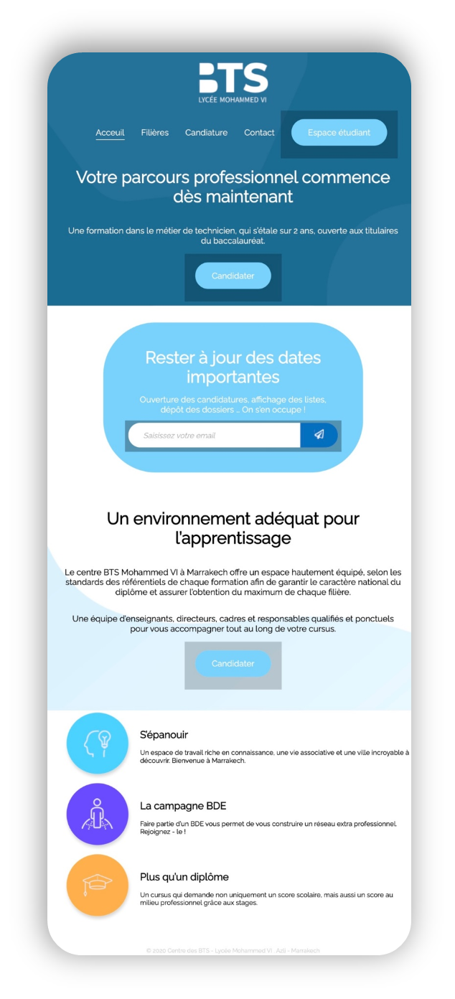 BTS
LYCÉE MOHAMMED VI
Acceuil Filières Candiature Contact Espace étudiant
Votre parcours professionnel commence
dès maintenant
Une formation dans le métier de technicien, qui s'étale sur 2 ans, ouverte aux titulaires
du baccalauréat.
Candidater
Rester à jour des dates
importantes
Ouverture des candidatures, affichage des listes,
dépôt des dossiers .. On s'en occupe !
Saisissez votre email
Un environnement adéquat pour
l'apprentissage
Le centre BTS Mohammed VI à Marrakech offre un espace hautement équipé, selon les
standards des référentiels de chaque formation afin de garantir le caractère national du
diplôme et assurer l'obtention du maximum de chaque filière.
Une équipe d'enseignants, directeurs, cadres et responsables qualifiés et ponctuels
pour vous accompagner tout au long de votre cursus.
Candidater
S'épanouir
Un espace de travail riche en connaissance, une vie associative et une ville incroyable à
découvrir. Bienvenue à Marrakech.
La campagne BDE
Faire partie d'un BDE vous permet de vous construire un réseau extra professionnel.
Rejoignez - le !
Plus qu'un diplôme
Un cursus qui demande non uniquement un score scolaire, mais aussi un score au
milieu professionnel grâce aux stages.
© 2020 Centre des BTS - Lycée Mohammed VI , Azli - Marrakech